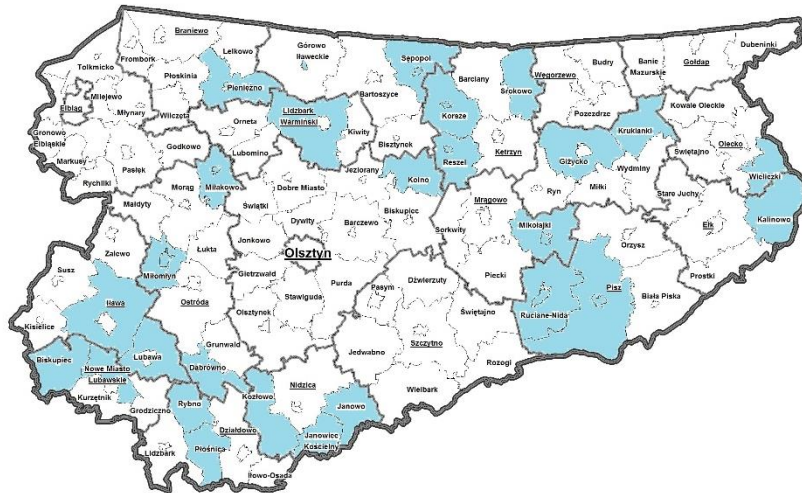 Braniewo
Frombork
Lelkowo
Górowo
Iławeckie
Sępopol
Dubeninki
Tolkmicko
Płoskinia
Pieniężno
Bartoszyce
Barciany
Srokowo
Węgorzewo
Budry
Banie
Mazurskie
Gołdap
Milejewo
Elbląg
Młynary
Wilczęta
Lidzbark
Warmiński
Korsze
Pozezdrze
Kowale Oleckie
Kruklanki
Gronowo
Elbląskie
Orneta
Kiwity
Bisztynek
Kętrzyn
Olecko
Godkowo
Lubomino
Reszel
Giżycko
Świętajno
Markusy
Pasłęk
Jeziorany
Kolno
Wydminy
Wieliczki
Rychliki
Morąg
Miłakowo
Dobre Miasto
Ryn
Miłki
Stare Juchy
Małdyty
Świątki
Dywity
Barczewo
Biskupiec
Mrągowo
Mikołajki
Ełk
Kalinowo
Sorkwity
Orzysz
Zalewo
Łukta
Jonkowo
Olsztyn
Susz
Miłomłyn
Gietrzwałd
Purda
Dźwierzuty
Piecki
Prostki
Iława
Ostróda
Stawiguda
Pasym
Pisz
Biała Piska
Olsztynek
Świętajno
Ruciane-Nida
Kisielice
Grunwald
Szczytno
Jedwabno
Rozogi
Biskupiec
Lubawa
Dąbrówno
Nowe Miasto
Lubawskie
Nidzica
Wielbark
Kurzętnik
Rybno
Kozłowo
Janowo
Grodziczno
Działdowo
Janowiec
Kościelny
Lidzbark
Płośnica
Iłowo-Osada